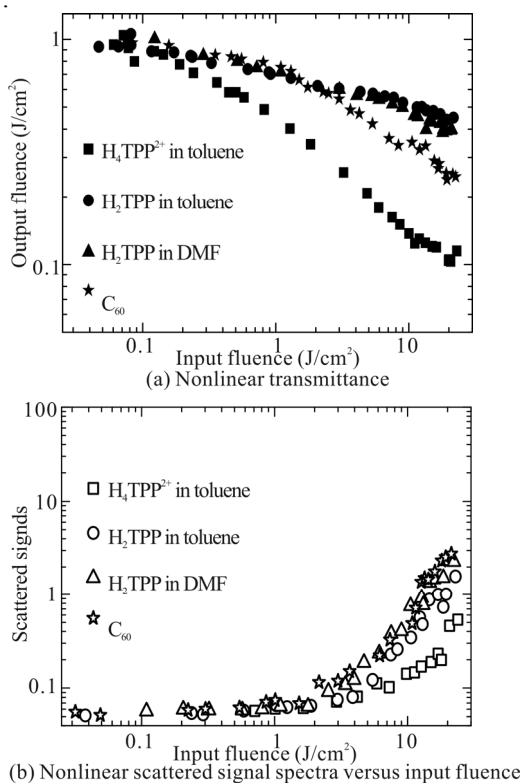 1
0.1
Output fluence (J/cm²)
H₄TPP²⁺ in toluene
H₂TPP in toluene
H₂TPP in DMF
C₆₀
0.1 1 10
Input fluence (J/cm²)
(a) Nonlinear transmittance
100
10
1
0.1
Scattered signds
H₄TPP²⁺ in toluene
H₂TPP in toluene
H₂TPP in DMF
C₆₀
0.1 1 10
Input fluence (J/cm²)
(b) Nonlinear scattered signal spectra versus input fluence